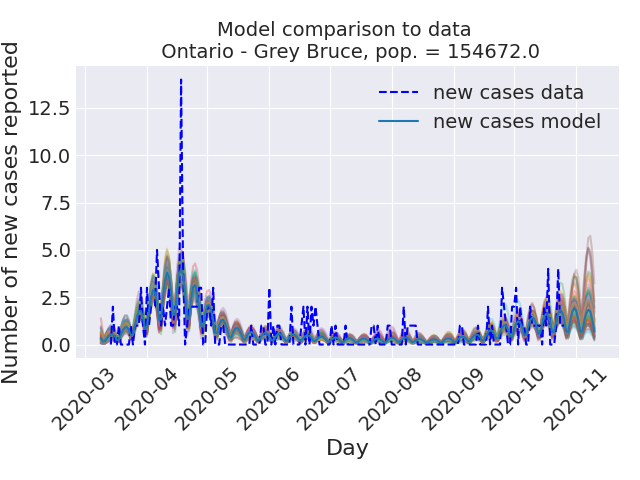 Model comparison to data
Ontario - Grey Bruce, pop. = 154672.0
Number of new cases reported
12.5
10.0
7.5
5.0
2.5
0.0
new cases data
new cases model
2020-03
2020-04
2020-05
2020-06
2020-07
2020-08
2020-09
2020-10
2020-11
Day